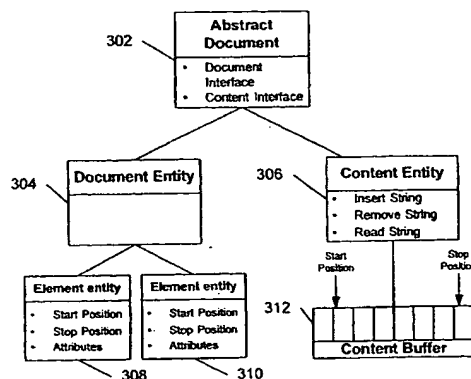 Abstract
Document
302
• Document
Interface
• Content Interface
304
Document Entity
306
Content Entity
• Insert String
• Remove String
• Read String
Start
Position
Stop
Position
Element entity
• Start Position
• Stop Position
• Attributes
Element entity
• Start Position
• Stop Position
• Attributes
312
Content Buffer
308
310